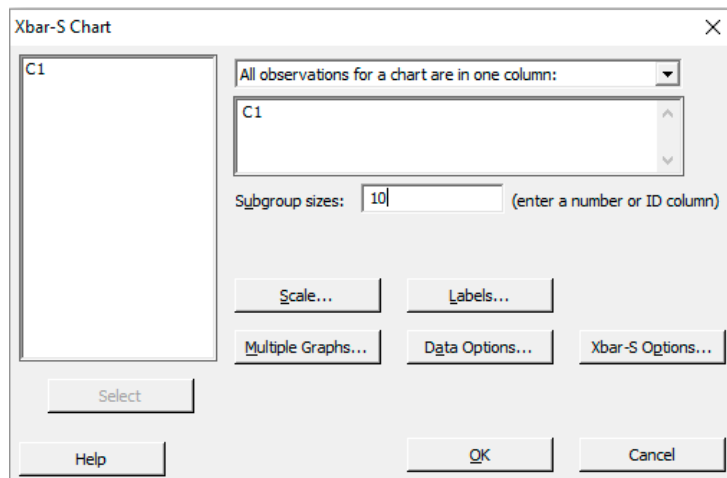 Xbar-S Chart
C1
All observations for a chart are in one column:
C1
Subgroup sizes: 10 (enter a number or ID column)
Scale... Labels...
Multiple Graphs... Data Options... Xbar-S Options...
Select
Help OK Cancel